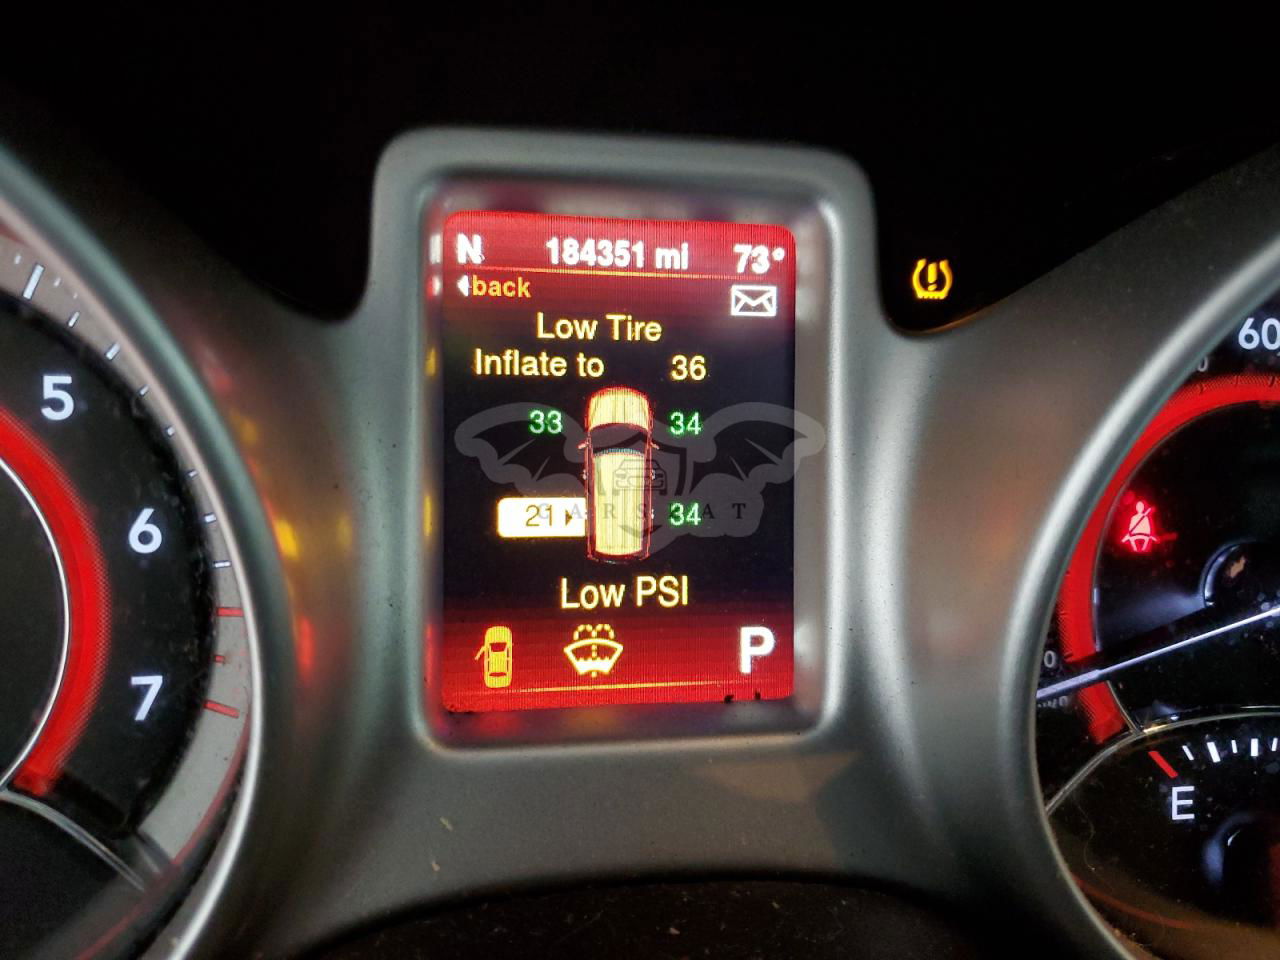 N 184351 mi 73°
back
Low Tire
Inflate to 36
33 34
21 34
CARSHAT
Low PSI
P
5
6
7
60
E